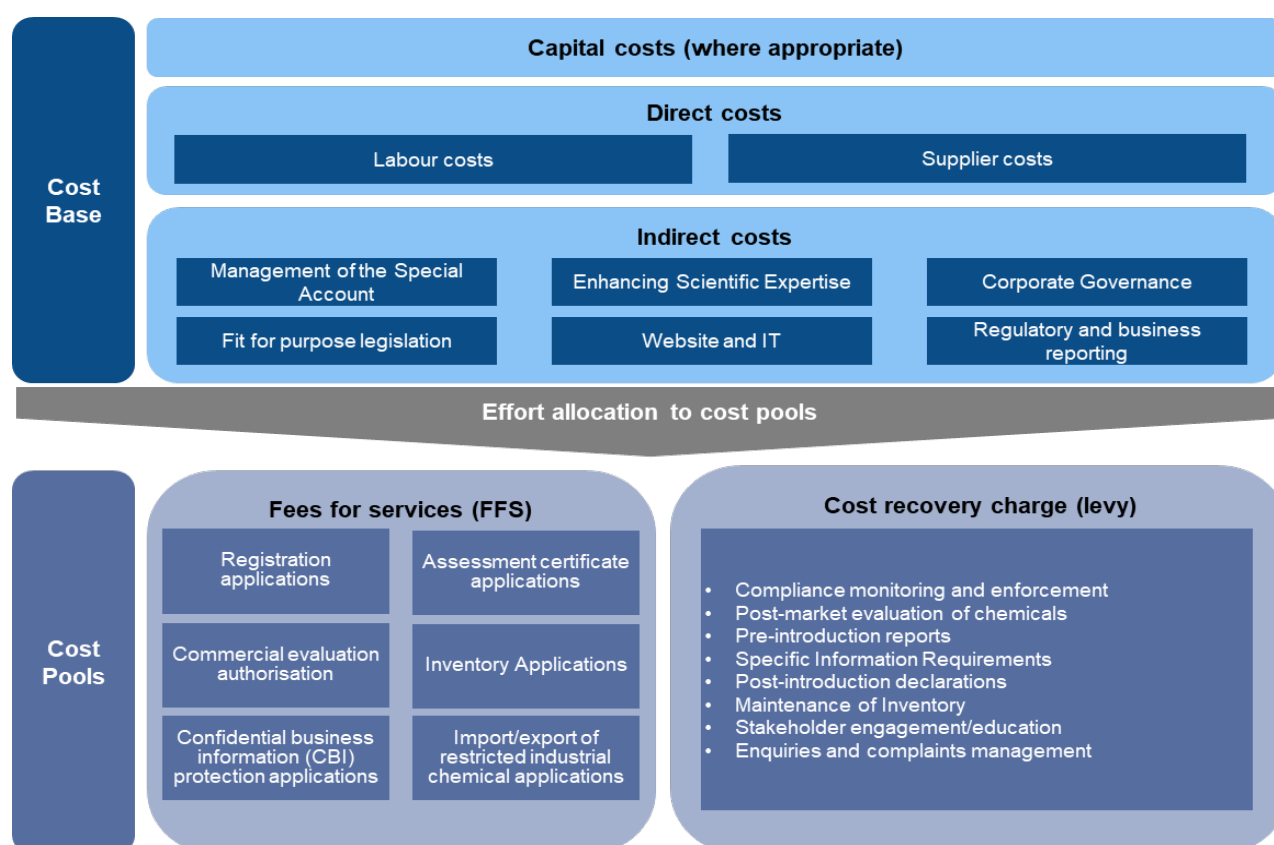 Cost
Base
Capital costs (where appropriate)
Direct costs
Labour costs
Supplier costs
Indirect costs
Management of the Special
Account
Enhancing Scientific Expertise
Corporate Governance
Fit for purpose legislation
Website and IT
Regulatory and business
reporting
Effort allocation to cost pools
Cost
Pools
Fees for services (FFS)
Registration
applications
Assessment certificate
applications
Commercial evaluation
authorisation
Inventory Applications
Confidential business
information (CBI)
protection applications
Import/export of
restricted industrial
chemical applications
Cost recovery charge (levy)
• Compliance monitoring and enforcement
• Post-market evaluation of chemicals
• Pre-introduction reports
• Specific Information Requirements
• Post-introduction declarations
• Maintenance of Inventory
• Stakeholder engagement/education
• Enquiries and complaints management